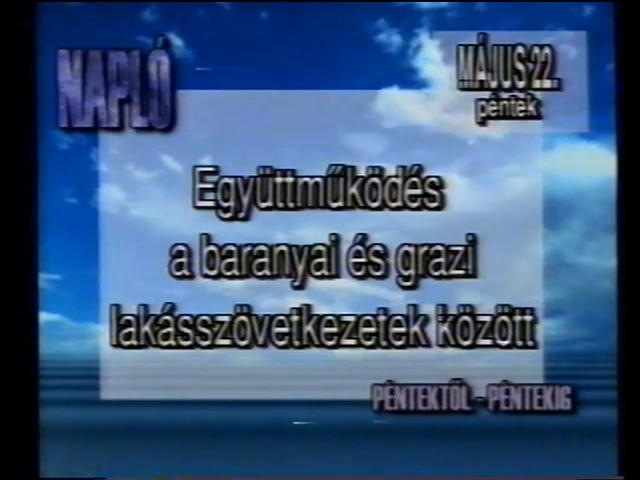 NAPLÓ
MÁJUS 22.
péntek
Együttműködés
a baranyai és grazi
lakásszövetkezetek között
PÉNTEKTŐL - PÉNTEKIG